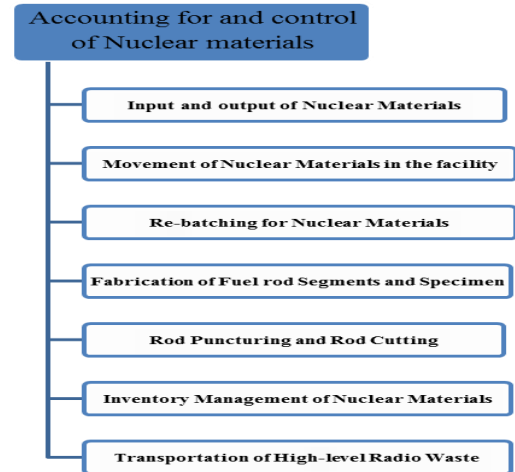 Accounting for and control
of Nuclear materials
Input and output of Nuclear Materials
Movement of Nuclear Materials in the facility
Re-batching for Nuclear Materials
Fabrication of Fuel rod Segments and Specimen
Rod Puncturing and Rod Cutting
Inventory Management of Nuclear Materials
Transportation of High-level Radio Waste